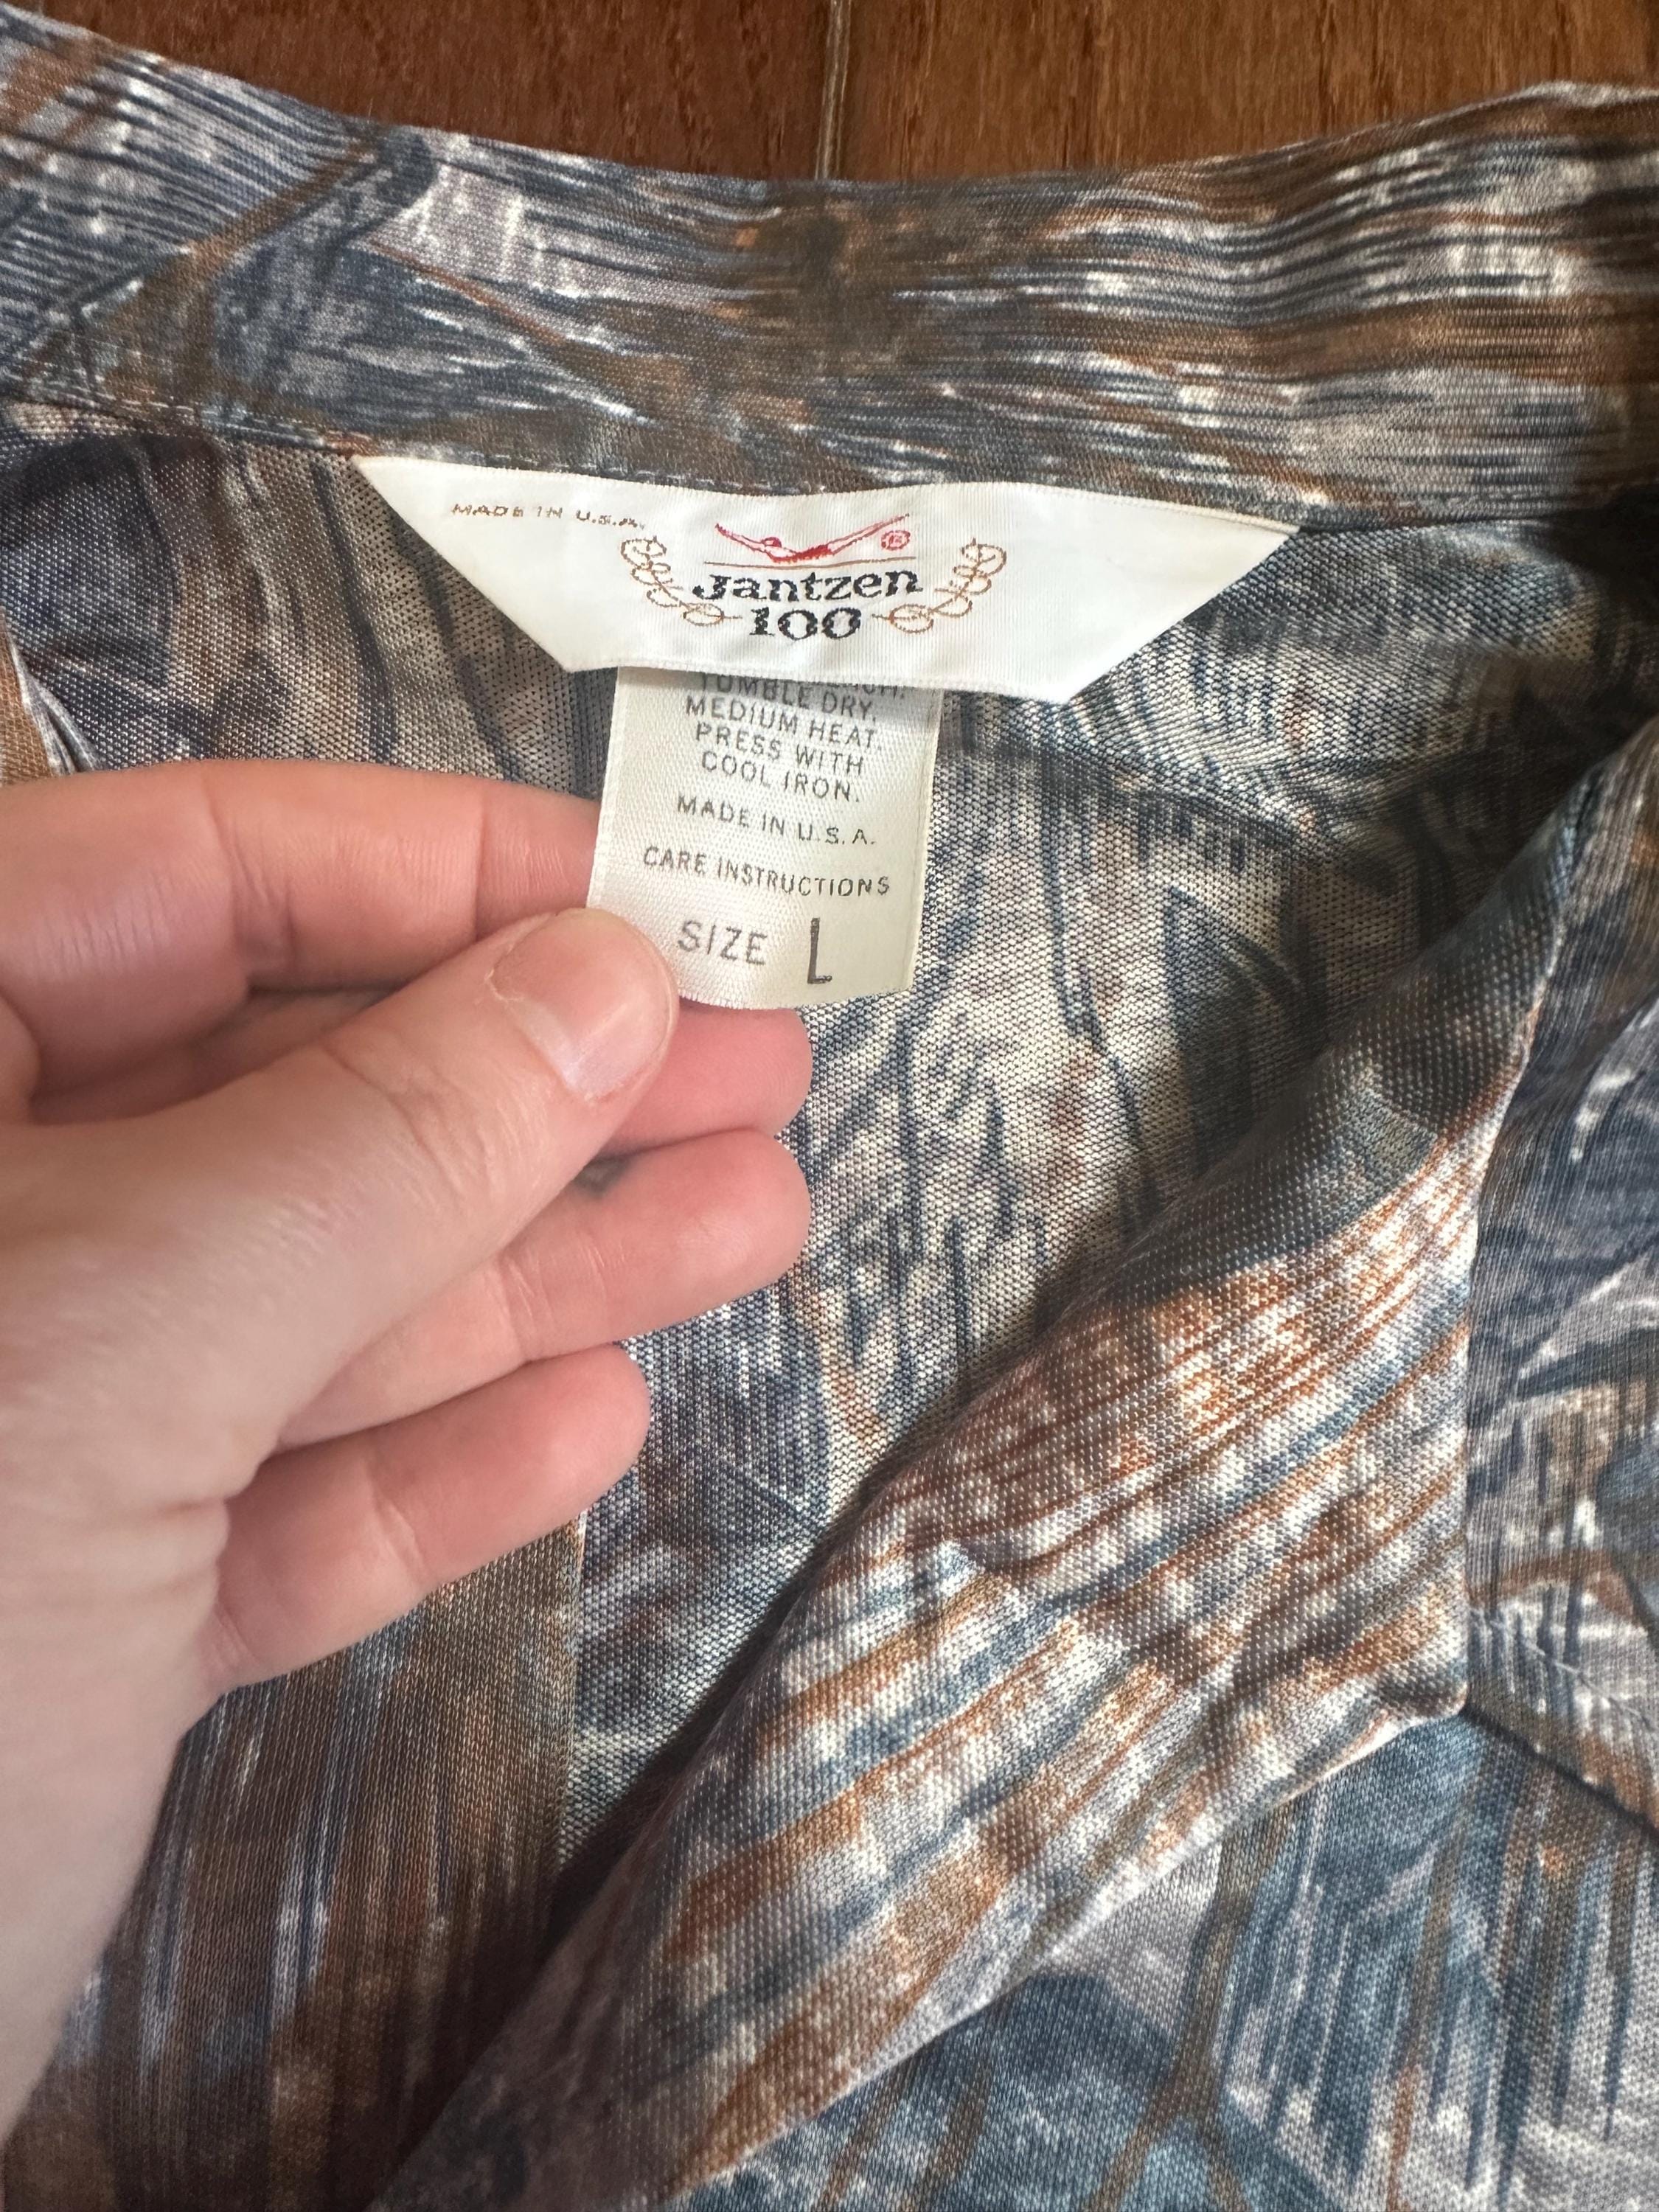 MADE IN U.S.A.
®
Jantzen
100
TUMBLE DRY.
MEDIUM HEAT
PRESS WITH
COOL IRON.
MADE IN U.S.A.
CARE INSTRUCTIONS
SIZE L